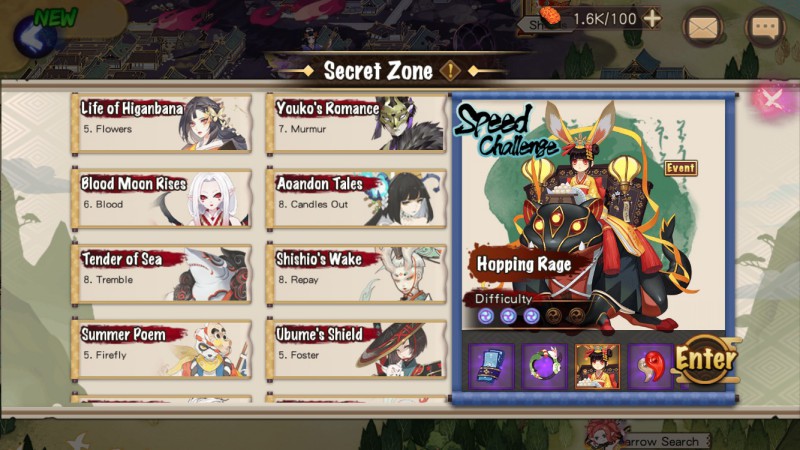 NEW
Sh
1.6K/100
Secret Zone
Life of Higanbana
5. Flowers
Youko's Romance
7. Murmur
Blood Moon Rises
6. Blood
Aoandon Tales
8. Candles Out
Tender of Sea
8. Tremble
Shishio's Wake
8. Repay
Summer Poem
5. Firefly
Ubume's Shield
5. Foster
Speed
Challenge
Event
Hopping Rage
Difficulty
Enter
arrow Search